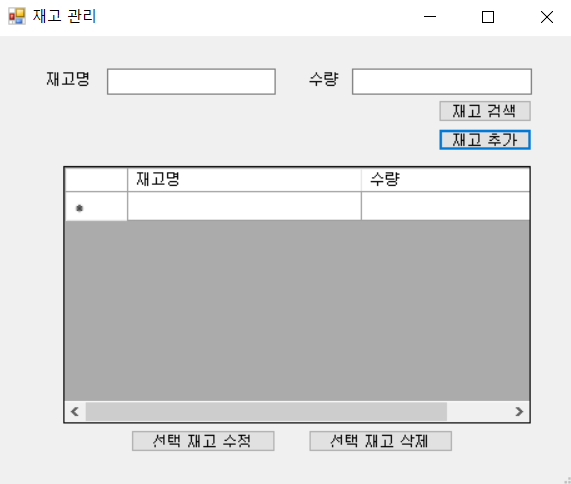 재고 관리
재고명 수량
재고 검색
재고 추가
재고명 수량
선택 재고 수정 선택 재고 삭제